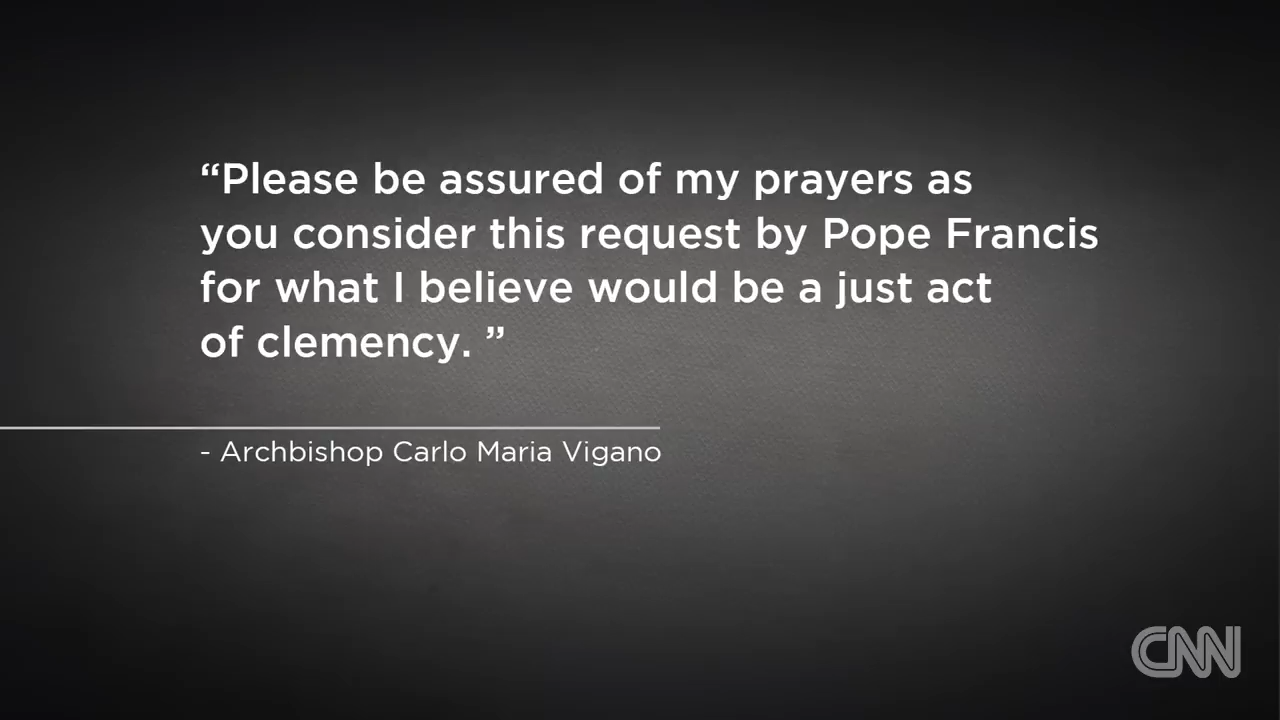 “Please be assured of my prayers as
you consider this request by Pope Francis
for what I believe would be a just act
of clemency. ”
- Archbishop Carlo Maria Vigano
CNN